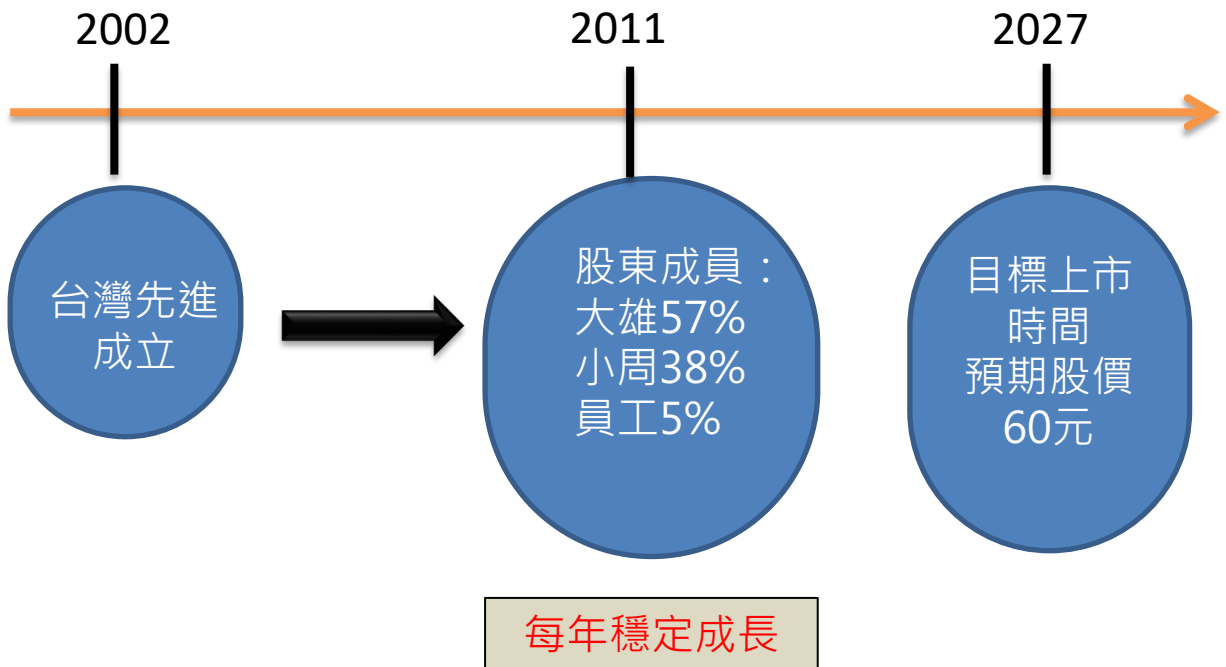 2002
2011
2027
台灣先進
成立
股東成員：
大雄57%
小周38%
員工5%
目標上市
時間
預期股價
60元
每年穩定成長